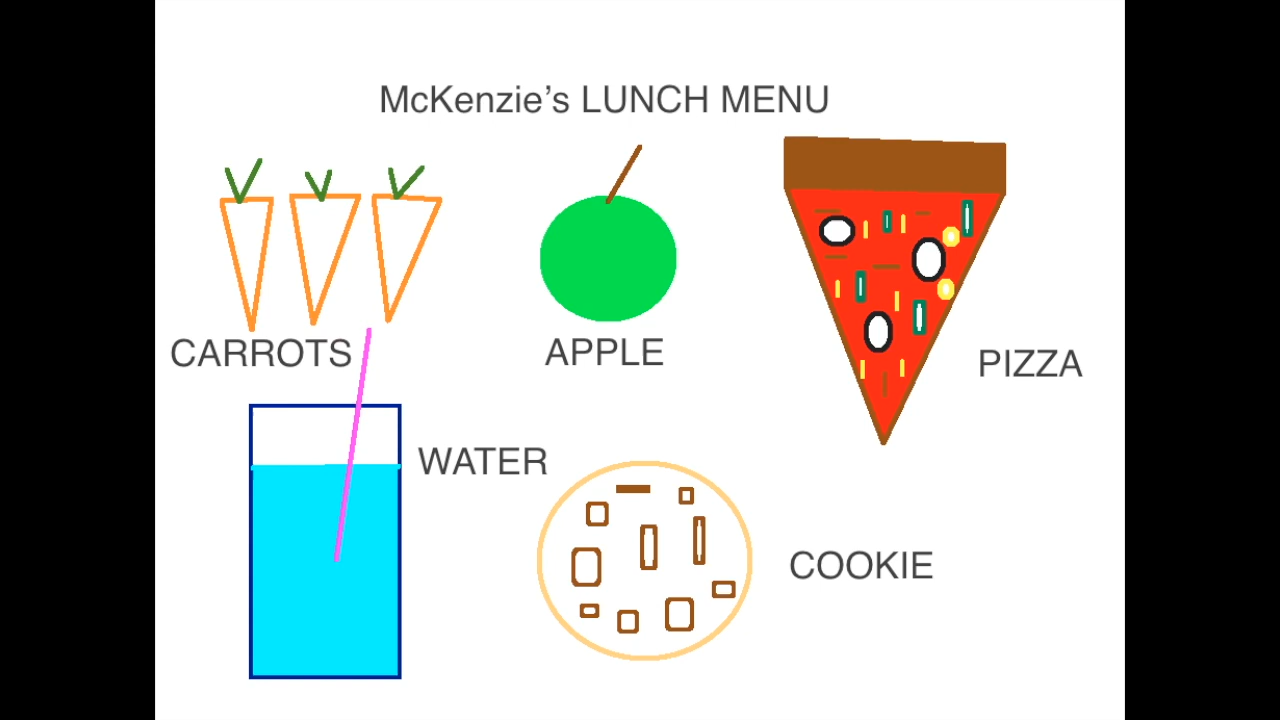 McKenzie’s LUNCH MENU
CARROTS
APPLE
PIZZA
WATER
COOKIE